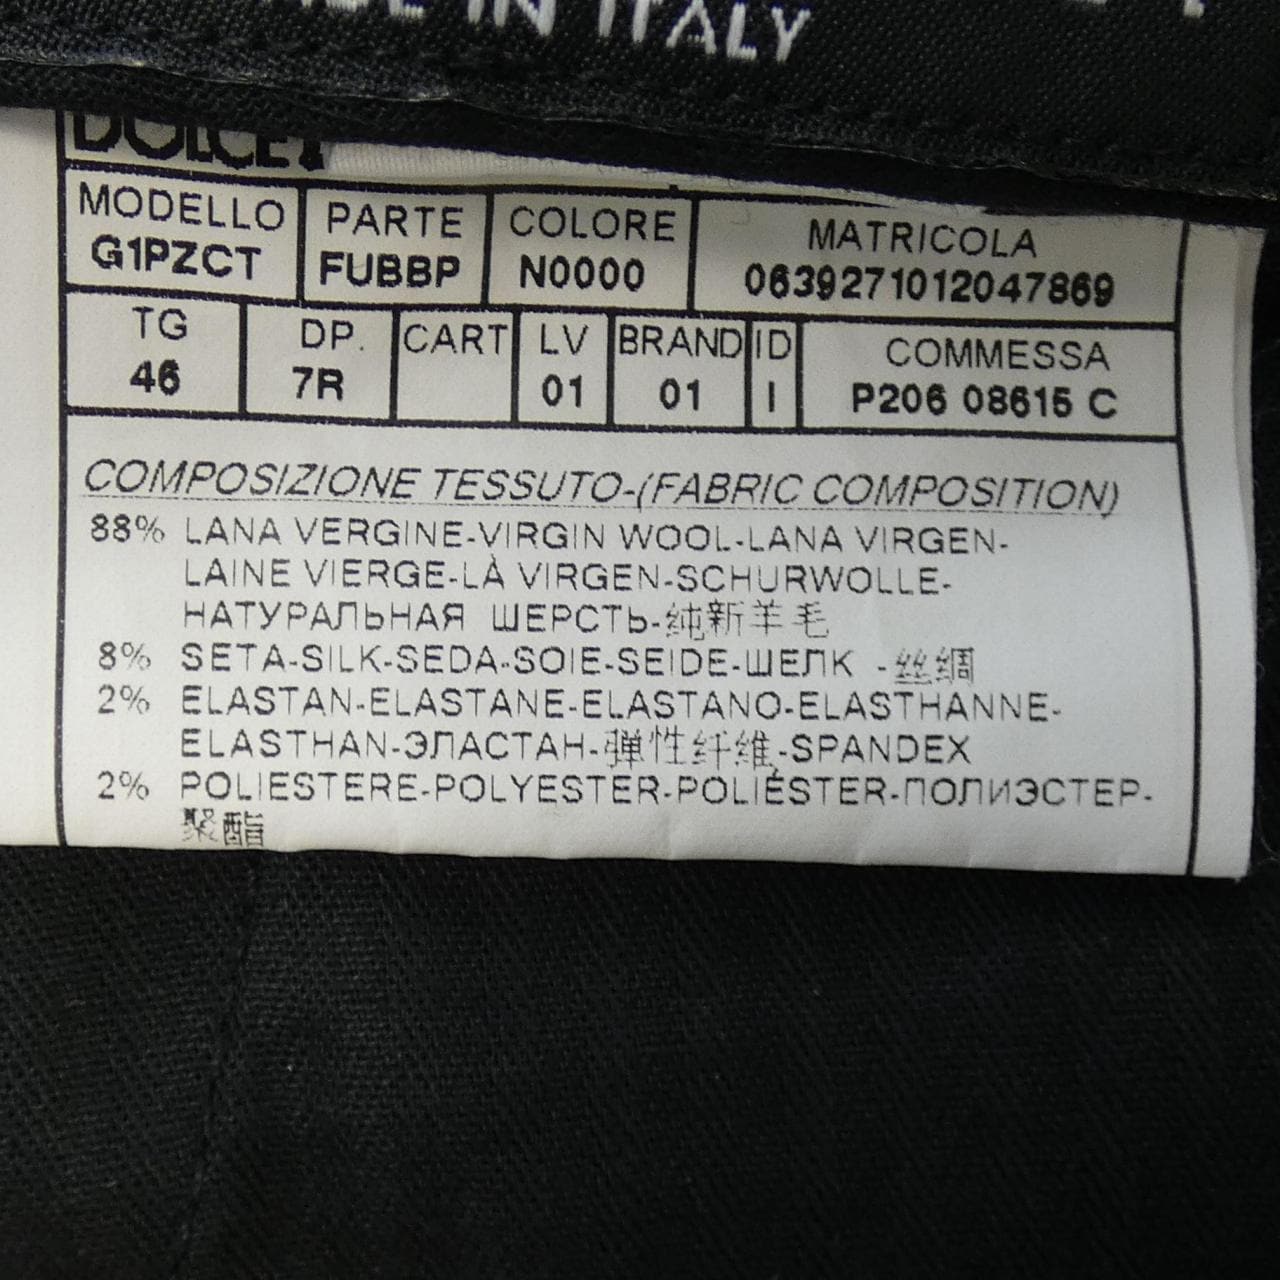 IN ITALY
MODELLO PARTE COLORE MATRICOLA
G1PZCT FUBBP N0000 0639271012047869
TG DP. CART LV BRAND ID COMMESSA
46 7R 01 01 I P206 08615 C
COMPOSIZIONE TESSUTO-(FABRIC COMPOSITION)
88% LANA VERGINE-VIRGIN WOOL-LANA VIRGEN-
LAINE VIERGE-LÀ VIRGEN-SCHURWOLLE-
НАТУРАЛЬНАЯ ШЕРСТЬ-纯新羊毛
8% SETA-SILK-SEDA-SOIE-SEIDE-ШЕЛК -丝绸
2% ELASTAN-ELASTANE-ELASTANO-ELASTHANNE-
ELASTHAN-ЭЛАСТАН-弹性纤维-SPANDEX
2% POLIESTERE-POLYESTER-POLIÉSTER-ПОЛИЭСТЕР-
聚酯